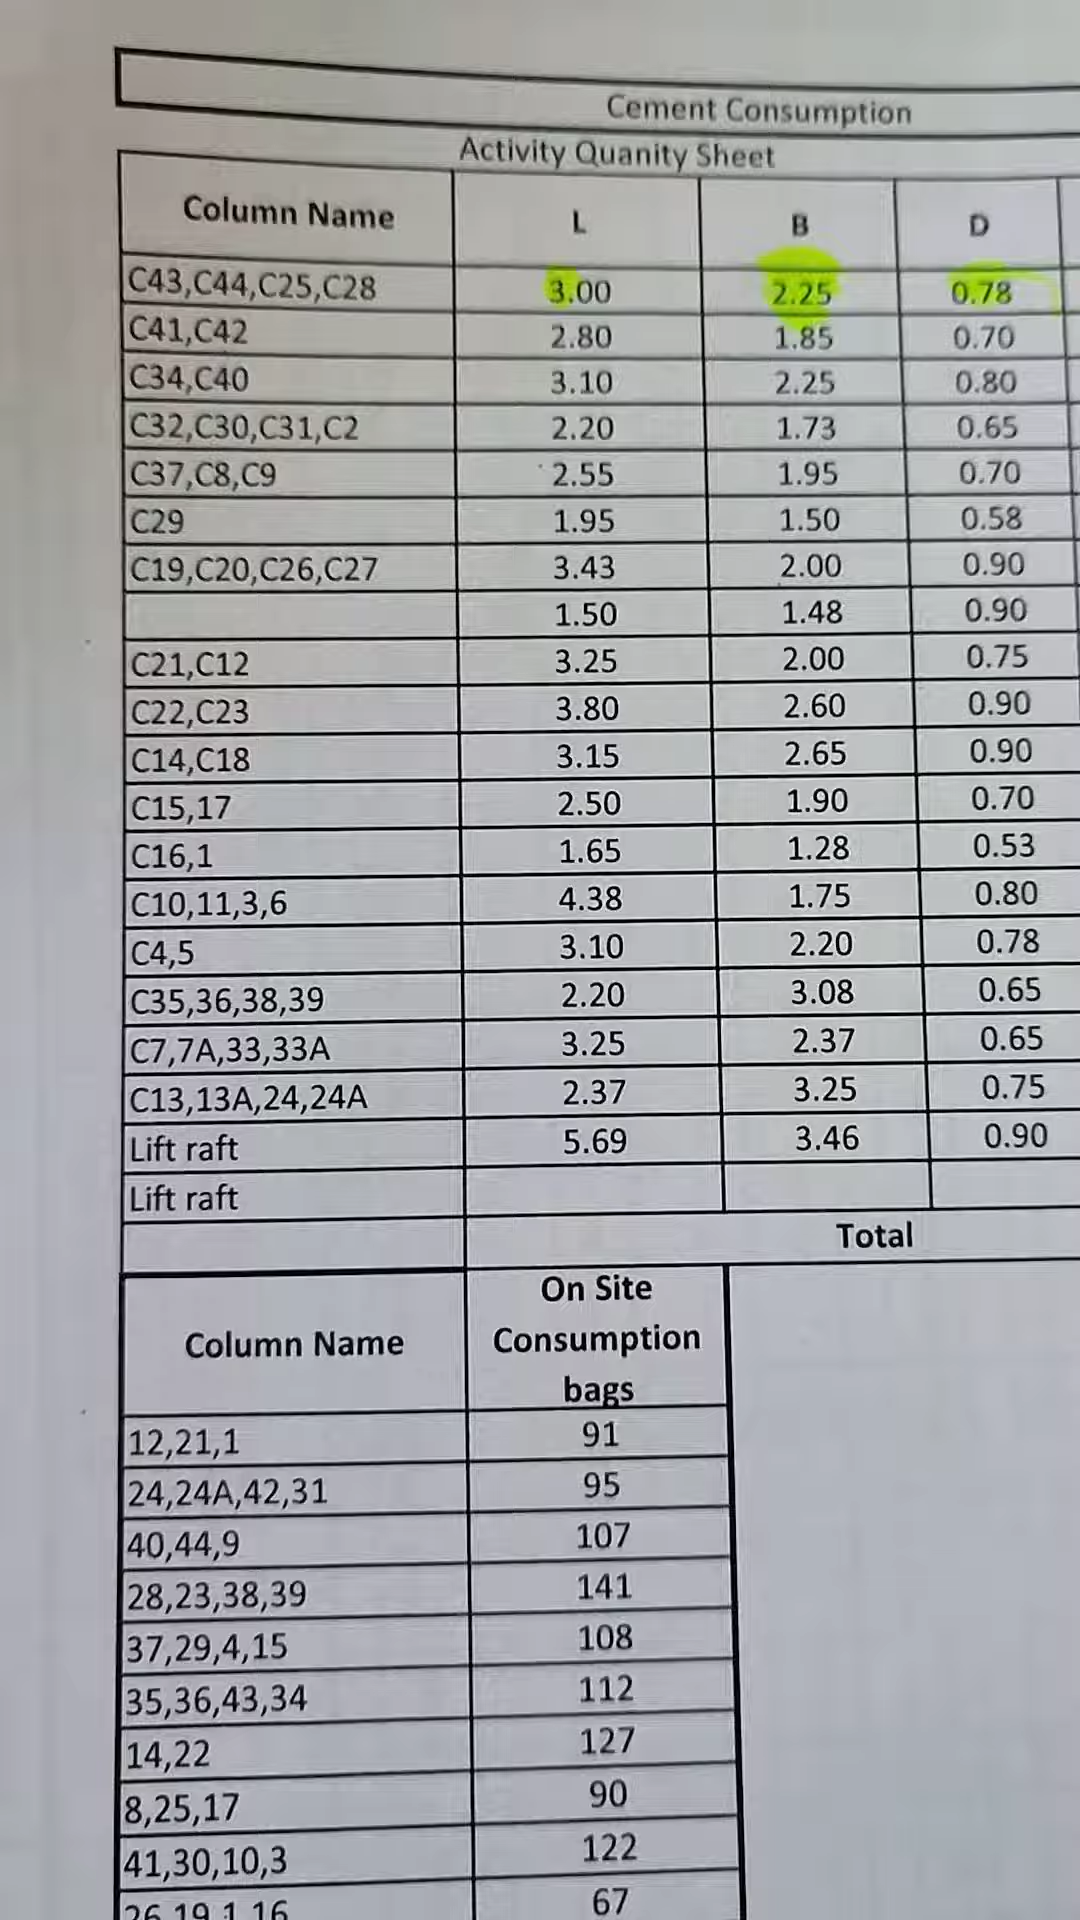 Cement Consumption
Activity Quanity Sheet
Column Name L B D
C43,C44,C25,C28 3.00 2.25 0.78
C41,C42 2.80 1.85 0.70
C34,C40 3.10 2.25 0.80
C32,C30,C31,C2 2.20 1.73 0.65
C37,C8,C9 2.55 1.95 0.70
C29 1.95 1.50 0.58
C19,C20,C26,C27 3.43 2.00 0.90
1.50 1.48 0.90
C21,C12 3.25 2.00 0.75
C22,C23 3.80 2.60 0.90
C14,C18 3.15 2.65 0.90
C15,17 2.50 1.90 0.70
C16,1 1.65 1.28 0.53
C10,11,3,6 4.38 1.75 0.80
C4,5 3.10 2.20 0.78
C35,36,38,39 2.20 3.08 0.65
C7,7A,33,33A 3.25 2.37 0.65
C13,13A,24,24A 2.37 3.25 0.75
Lift raft 5.69 3.46 0.90
Lift raft
Total
Column Name On Site
Consumption
bags
12,21,1 91
24,24A,42,31 95
40,44,9 107
28,23,38,39 141
37,29,4,15 108
35,36,43,34 112
14,22 127
8,25,17 90
41,30,10,3 122
26,19,1,16 67